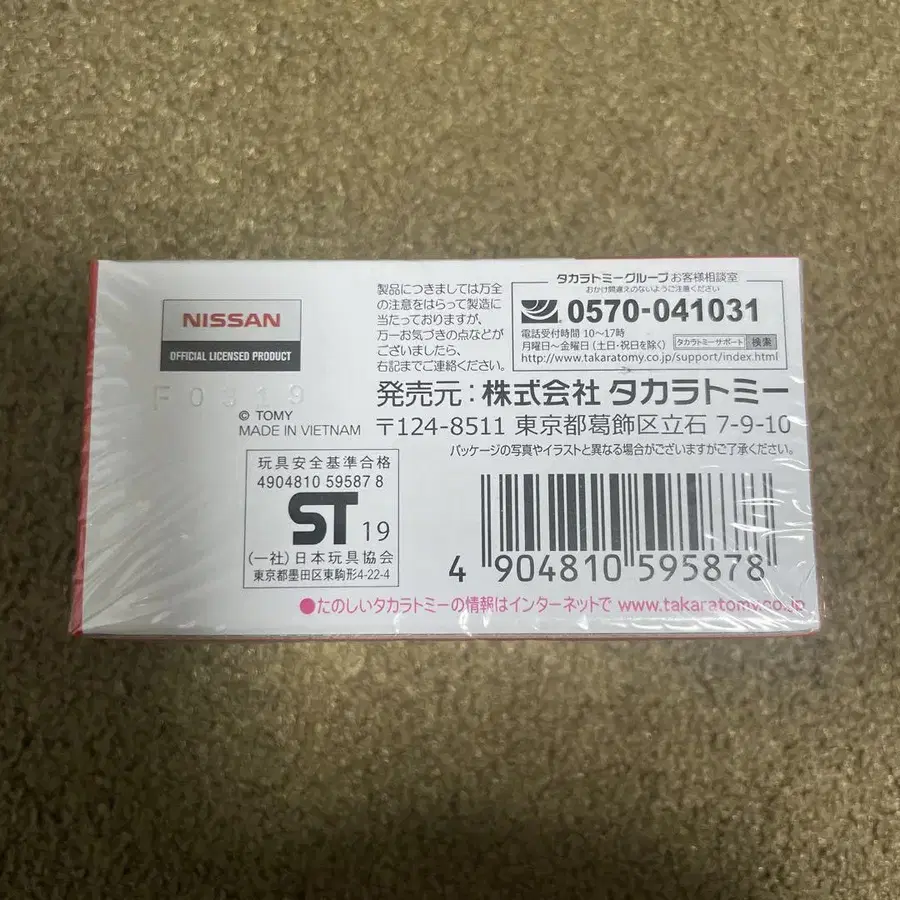 NISSAN
OFFICIAL LICENSED PRODUCT
F0919
© TOMY
MADE IN VIETNAM
玩具安全基準合格
4904810 59587 8
ST 19
(一社)日本玩具協会
東京都墨田区東駒形4-22-4
製品につきましては万全
の注意をはらって製造に
当たっておりますが、
万一お気づきの点などが
ございましたら、
右記までご連絡ください。
タカラトミーグループ お客様相談室
おかけ間違えのないようご注意ください
0570-041031
電話受付時間 10〜17時
月曜日〜金曜日(土日・祝日を除く) タカラトミーサポート 検索
http://www.takaratomy.co.jp/support/index.html
発売元:株式会社 タカラトミー
〒124-8511 東京都葛飾区立石 7-9-10
パッケージの写真やイラストと異なる場合がございますがご了承ください。
4 904810 595878
●たのしいタカラトミーの情報はインターネットで www.takaratomy.co.jp